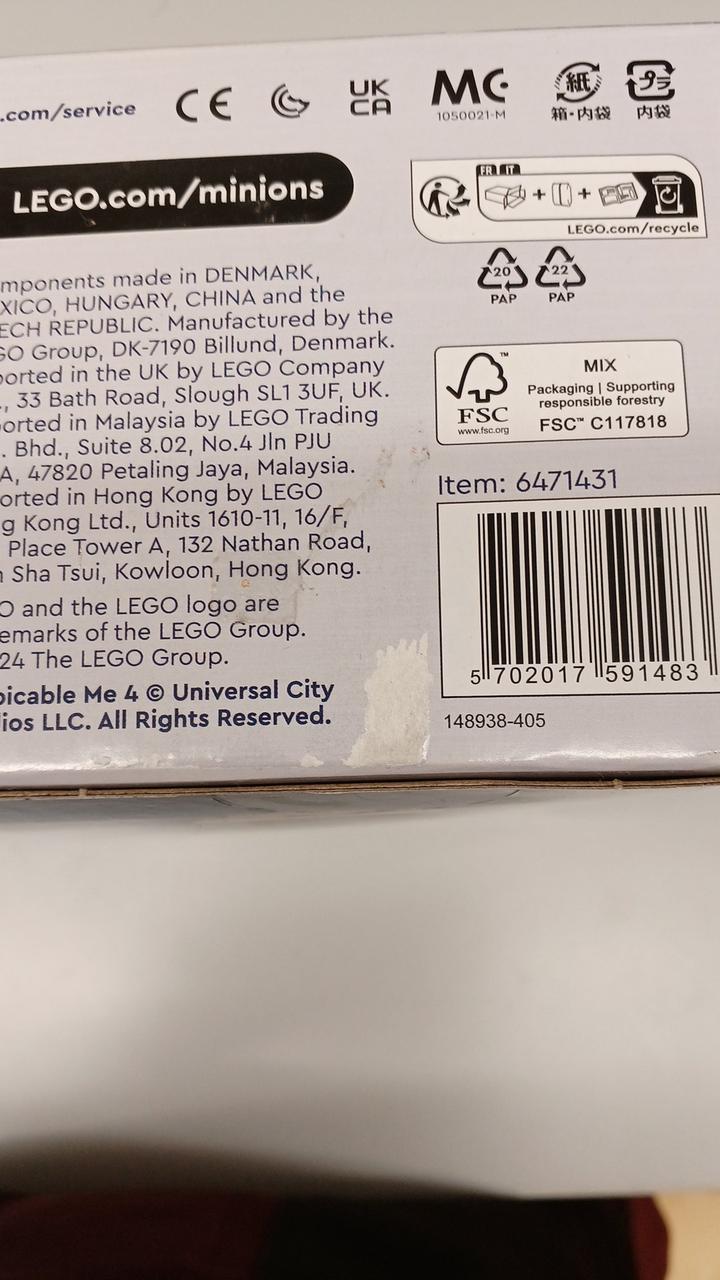 .com/service
CE
UK
CA
MC
1050021-M
紙
箱・内袋
プラ
内袋
LEGO.com/minions
FR IT
LEGO.com/recycle
20
PAP
22
PAP
mponents made in DENMARK,
XICO, HUNGARY, CHINA and the
ECH REPUBLIC. Manufactured by the
GO Group, DK-7190 Billund, Denmark.
ported in the UK by LEGO Company
., 33 Bath Road, Slough SL1 3UF, UK.
orted in Malaysia by LEGO Trading
. Bhd., Suite 8.02, No.4 Jln PJU
A, 47820 Petaling Jaya, Malaysia.
orted in Hong Kong by LEGO
g Kong Ltd., Units 1610-11, 16/F,
Place Tower A, 132 Nathan Road,
Sha Tsui, Kowloon, Hong Kong.
O and the LEGO logo are
emarks of the LEGO Group.
24 The LEGO Group.
picable Me 4 © Universal City
ios LLC. All Rights Reserved.
FSC
www.fsc.org
MIX
Packaging | Supporting
responsible forestry
FSC™ C117818
Item: 6471431
5 702017 591483
148938-405